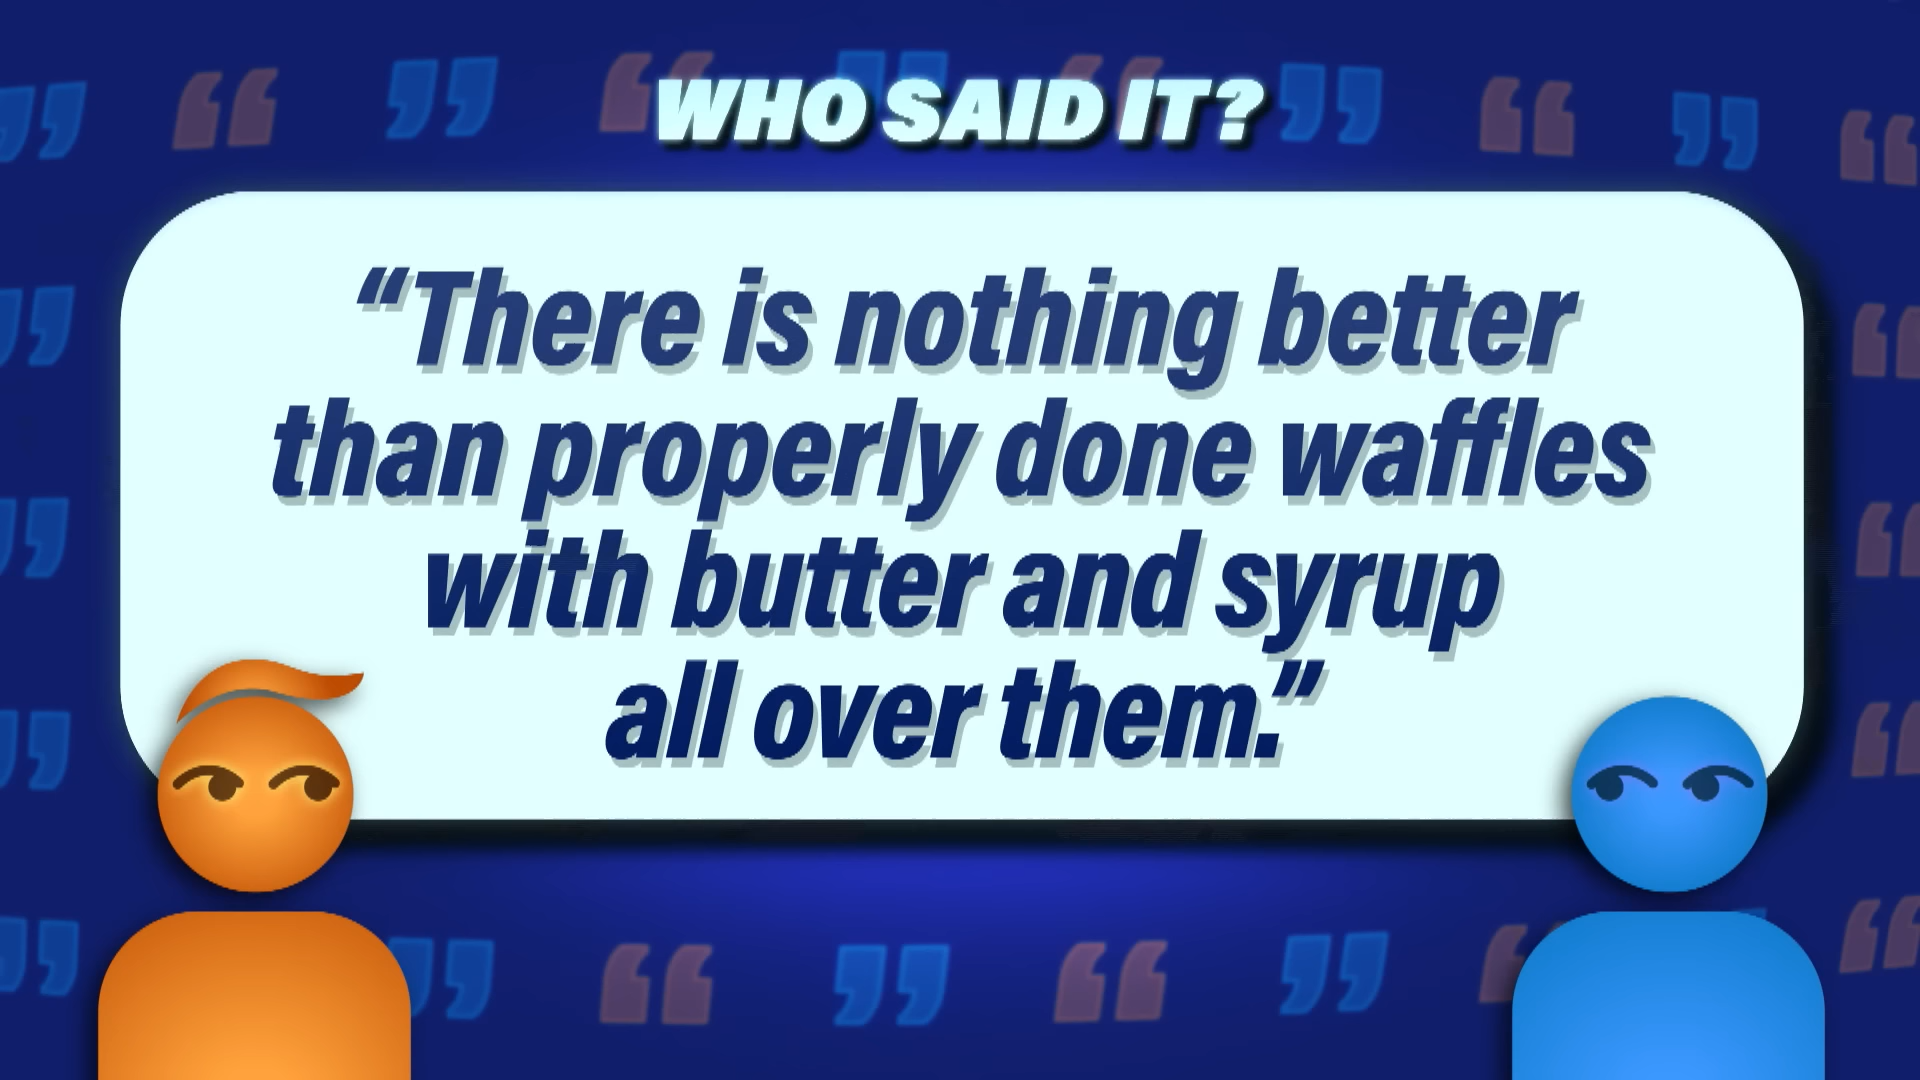 WHO SAID IT?
“There is nothing better
than properly done waffles
with butter and syrup
all over them.”